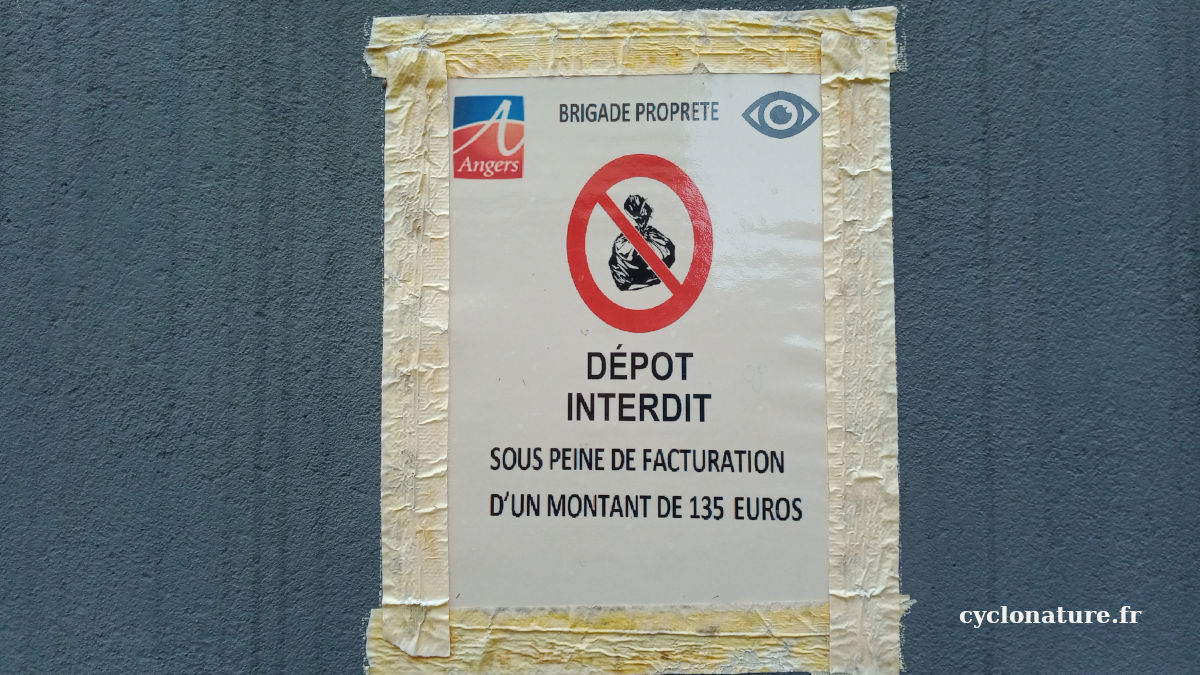 BRIGADE PROPRETE
Angers
DÉPOT
INTERDIT
SOUS PEINE DE FACTURATION
D'UN MONTANT DE 135 EUROS
cyclonature.fr